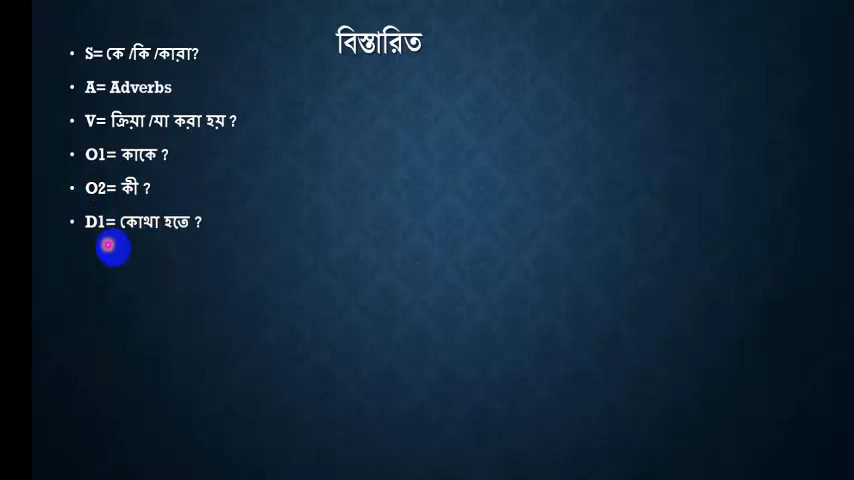 বিস্তারিত
• S= কে /কি /কারা?
• A= Adverbs
• V= ক্রিয়া /যা করা হয় ?
• O1= কাকে ?
• O2= কী ?
• D1= কোথা হতে ?